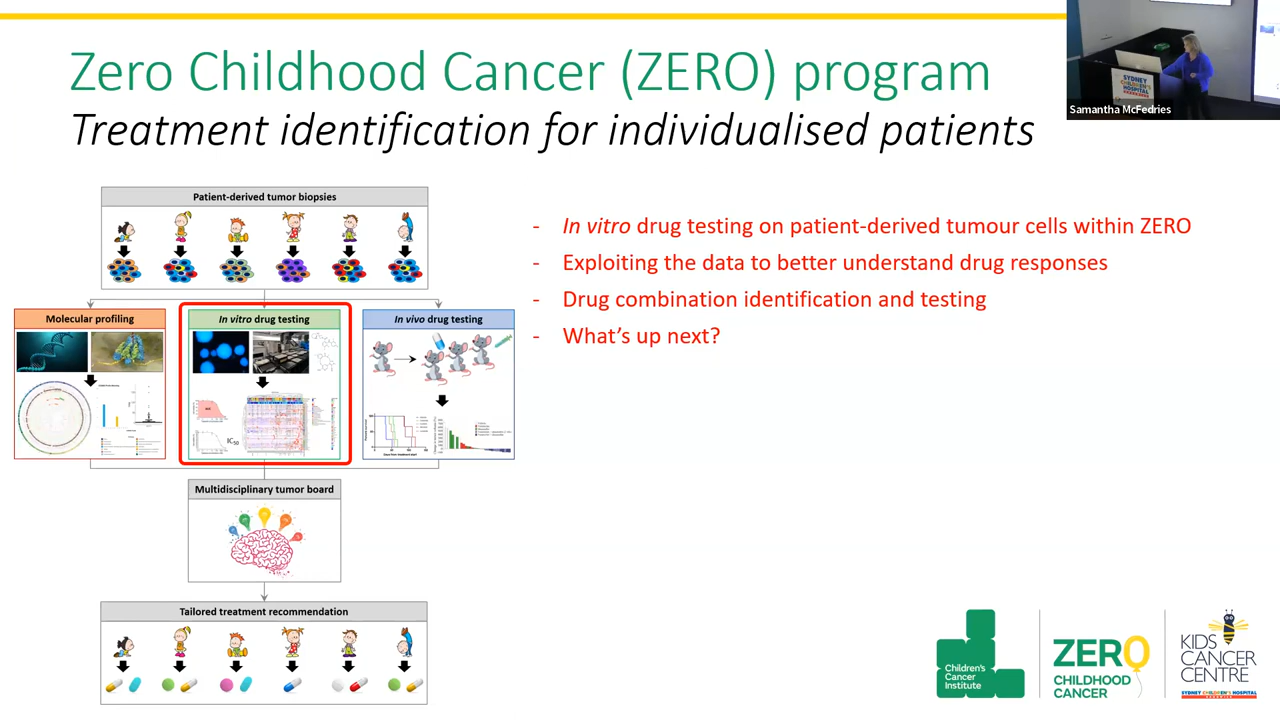 Zero Childhood Cancer (ZERO) program
Treatment identification for individualised patients
SYDNEY
CHILDREN'S
HOSPITAL
Samantha McFedries
Patient-derived tumor biopsies
- In vitro drug testing on patient-derived tumour cells within ZERO
- Exploiting the data to better understand drug responses
- Drug combination identification and testing
- What's up next?
Molecular profiling
In vitro drug testing
In vivo drug testing
IC50
Multidisciplinary tumor board
Tailored treatment recommendation
Children's
Cancer
Institute
ZERO
CHILDHOOD
CANCER
KIDS
CANCER
CENTRE
SYDNEY CHILDREN'S HOSPITAL